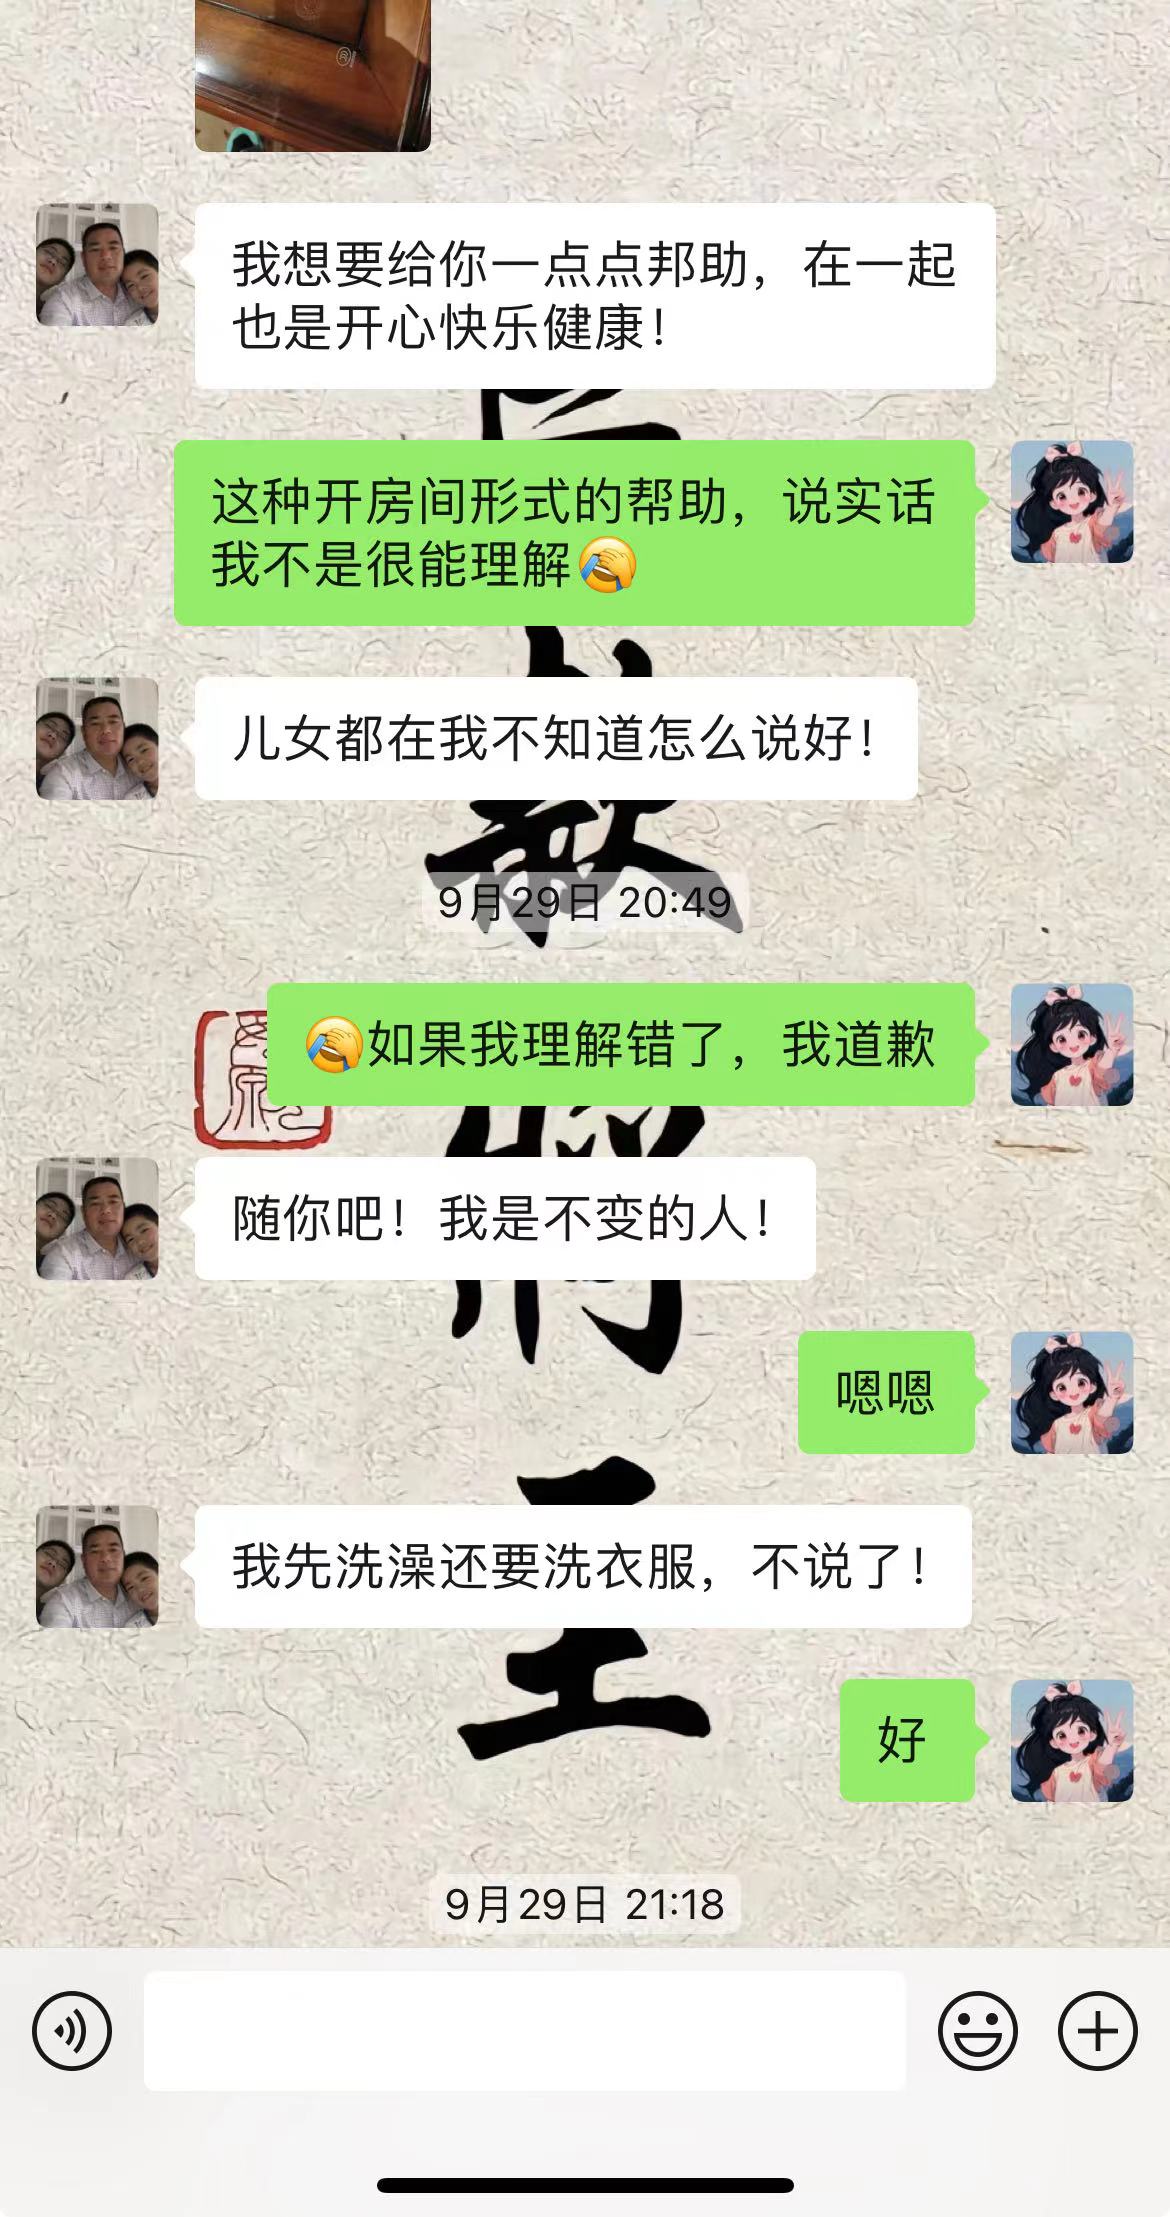 我想要给你一点点邦助，在一起
也是开心快乐健康！
这种开房间形式的帮助，说实话
我不是很能理解🤦
儿女都在我不知道怎么说好！
9月29日 20:49
🤦如果我理解错了，我道歉
随你吧！我是不变的人！
嗯嗯
我先洗澡还要洗衣服，不说了！
好
9月29日 21:18